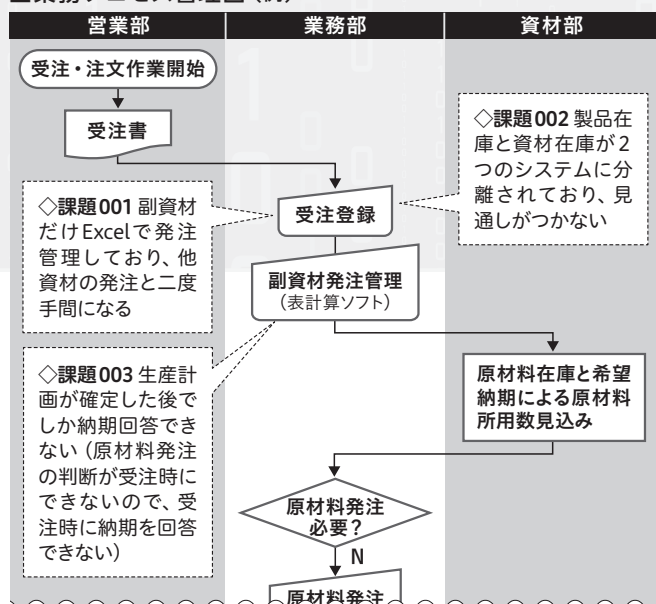 営業部
業務部
資材部
受注・注文作業開始
受注書
◇課題002 製品在
庫と資材在庫が2
つのシステムに分
離されており、見
通しがつかない
◇課題001 副資材
だけExcelで発注
管理しており、他
資材の発注と二度
手間になる
受注登録
副資材発注管理
(表計算ソフト)
◇課題003 生産計
画が確定した後で
しか納期回答でき
ない(原材料発注
の判断が受注時に
できないので、受
注時に納期を回答
できない)
原材料在庫と希望
納期による原材料
所用数見込み
原材料発注
必要？
N
原材料発注